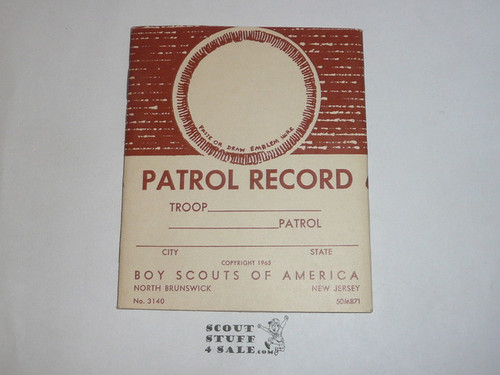 PASTE OR DRAW EMBLEM HERE
PATROL RECORD
TROOP
PATROL
CITY STATE
COPYRIGHT 1965
BOY SCOUTS OF AMERICA
NORTH BRUNSWICK NEW JERSEY
No. 3140 50MB71
SCOUT
STUFF
4 SALE.com